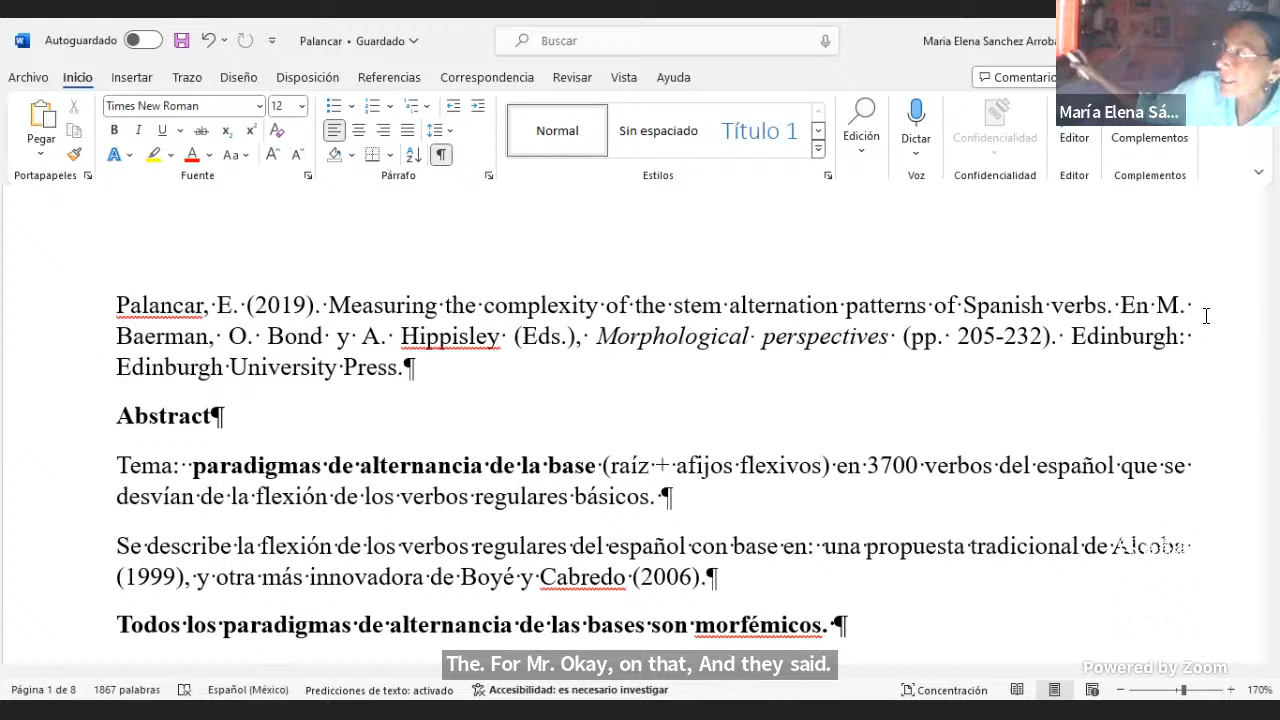 Autoguardado
Palancar • Guardado
Buscar
Maria Elena Sanchez Arroba
Archivo Inicio Insertar Trazo Diseño Disposición Referencias Correspondencia Revisar Vista Ayuda
Comentario
María Elena Sá...
Pegar
Times New Roman 12
Normal
Sin espaciado
Título 1
Edición
Dictar
Confidencialidad
Editor
Complementos
Portapapeles Fuente Párrafo Estilos Voz Confidencialidad Editor Complementos
Palancar, E. (2019). Measuring the complexity of the stem alternation patterns of Spanish verbs. En M.
Baerman, O. Bond y A. Hippisley (Eds.), Morphological perspectives (pp. 205-232). Edinburgh:
Edinburgh University Press.¶
Abstract¶
Tema: paradigmas de alternancia de la base (raíz + afijos flexivos) en 3700 verbos del español que se
desvían de la flexión de los verbos regulares básicos. ¶
Se describe la flexión de los verbos regulares del español con base en: una propuesta tradicional de
(1999), y otra más innovadora de Boyé y Cabredo (2006).¶
Todos los paradigmas de alternancia de las bases son morfémicos. ¶
The. For Mr. Okay, on that, And they said.
Powered by Zoom
Página 1 de 8 1867 palabras Español (México) Predicciones de texto: activado Accesibilidad: es necesario investigar Concentración 170%